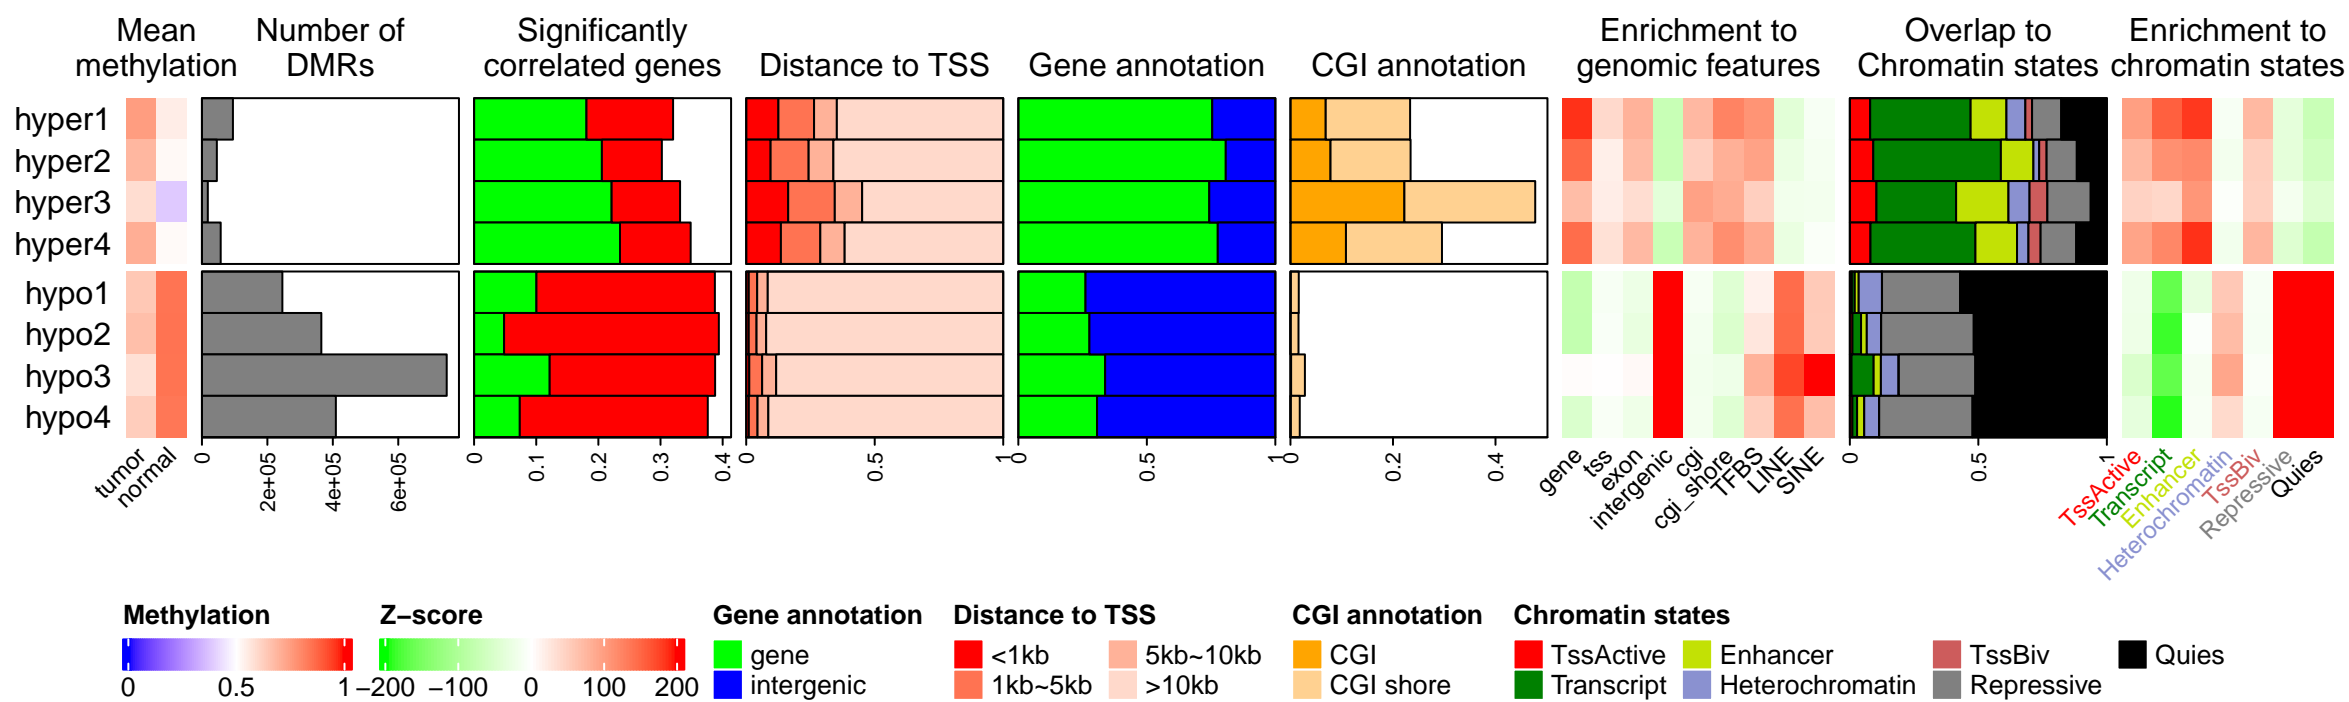 Mean
methylation
Number of
DMRs
Significantly
correlated genes
Distance to TSS
Gene annotation
CGI annotation
Enrichment to
genomic features
Overlap to
Chromatin states
Enrichment to
chromatin states
hyper1
hyper2
hyper3
hyper4
hypo1
hypo2
hypo3
hypo4
tumor
normal
0
2e+05
4e+05
6e+05
0
0.1
0.2
0.3
0.4
0
0.5
1
0
0.5
1
0
0.2
0.4
gene
tss
exon
intergenic
cgi
cgi_shore
TFBS
LINE
SINE
0
0.5
1
TssActive
Transcript
Enhancer
Heterochromatin
TssBiv
Repressive
Quies
Methylation
0 0.5 1
Z−score
−200 −100 0 100 200
Gene annotation
gene
intergenic
Distance to TSS
<1kb
1kb~5kb
5kb~10kb
>10kb
CGI annotation
CGI
CGI shore
Chromatin states
TssActive
Transcript
Enhancer
Heterochromatin
TssBiv
Repressive
Quies